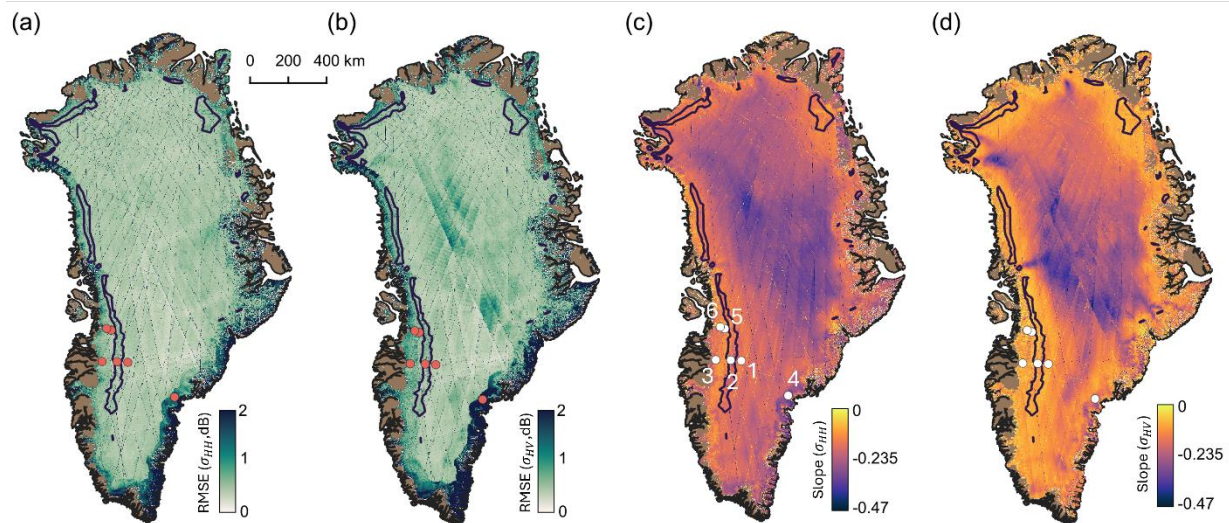 (a)
(b)
(c)
(d)
0 200 400 km
6
5
3
2
1
4
2
1
0
RMSE (σHH,dB)
2
1
0
RMSE (σHV,dB)
0
-0.235
-0.47
Slope (σHH)
0
-0.235
-0.47
Slope (σHV)